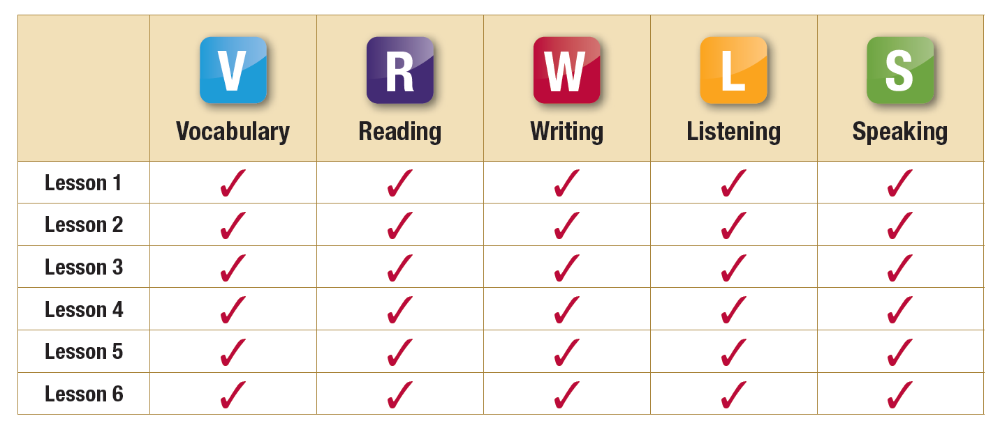 V R W L S
Vocabulary Reading Writing Listening Speaking
Lesson 1 ✓ ✓ ✓ ✓ ✓
Lesson 2 ✓ ✓ ✓ ✓ ✓
Lesson 3 ✓ ✓ ✓ ✓ ✓
Lesson 4 ✓ ✓ ✓ ✓ ✓
Lesson 5 ✓ ✓ ✓ ✓ ✓
Lesson 6 ✓ ✓ ✓ ✓ ✓